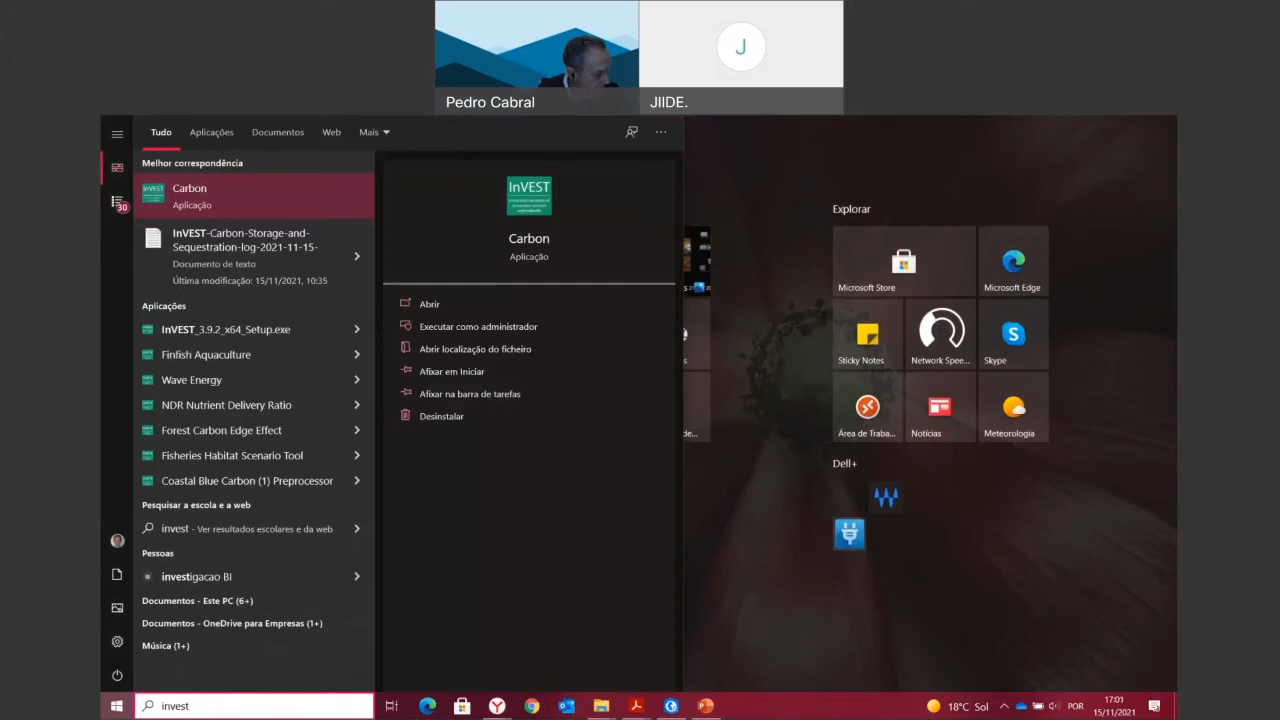 Pedro Cabral
J
JIIDE.
Tudo
Aplicações
Documentos
Web
Mais
Melhor correspondência
Carbon
Aplicação
30
InVEST-Carbon-Storage-and-
Sequestration-log-2021-11-15-
Documento de texto
Última modificação: 15/11/2021, 10:35
Aplicações
InVEST_3.9.2_x64_Setup.exe
Finfish Aquaculture
Wave Energy
NDR Nutrient Delivery Ratio
Forest Carbon Edge Effect
Fisheries Habitat Scenario Tool
Coastal Blue Carbon (1) Preprocessor
Pesquisar a escola e a web
invest - Ver resultados escolares e da web
Pessoas
investigacao BI
Documentos - Este PC (6+)
Documentos - OneDrive para Empresas (1+)
Música (1+)
InVEST
Carbon
Aplicação
Abrir
Executar como administrador
Abrir localização do ficheiro
Afixar em Iniciar
Afixar na barra de tarefas
Desinstalar
Explorar
Microsoft Store
Microsoft Edge
Sticky Notes
Network Spee...
Skype
Área de Traba...
Notícias
Meteorologia
Dell+
invest
18°C Sol
POR
17:01
15/11/2021